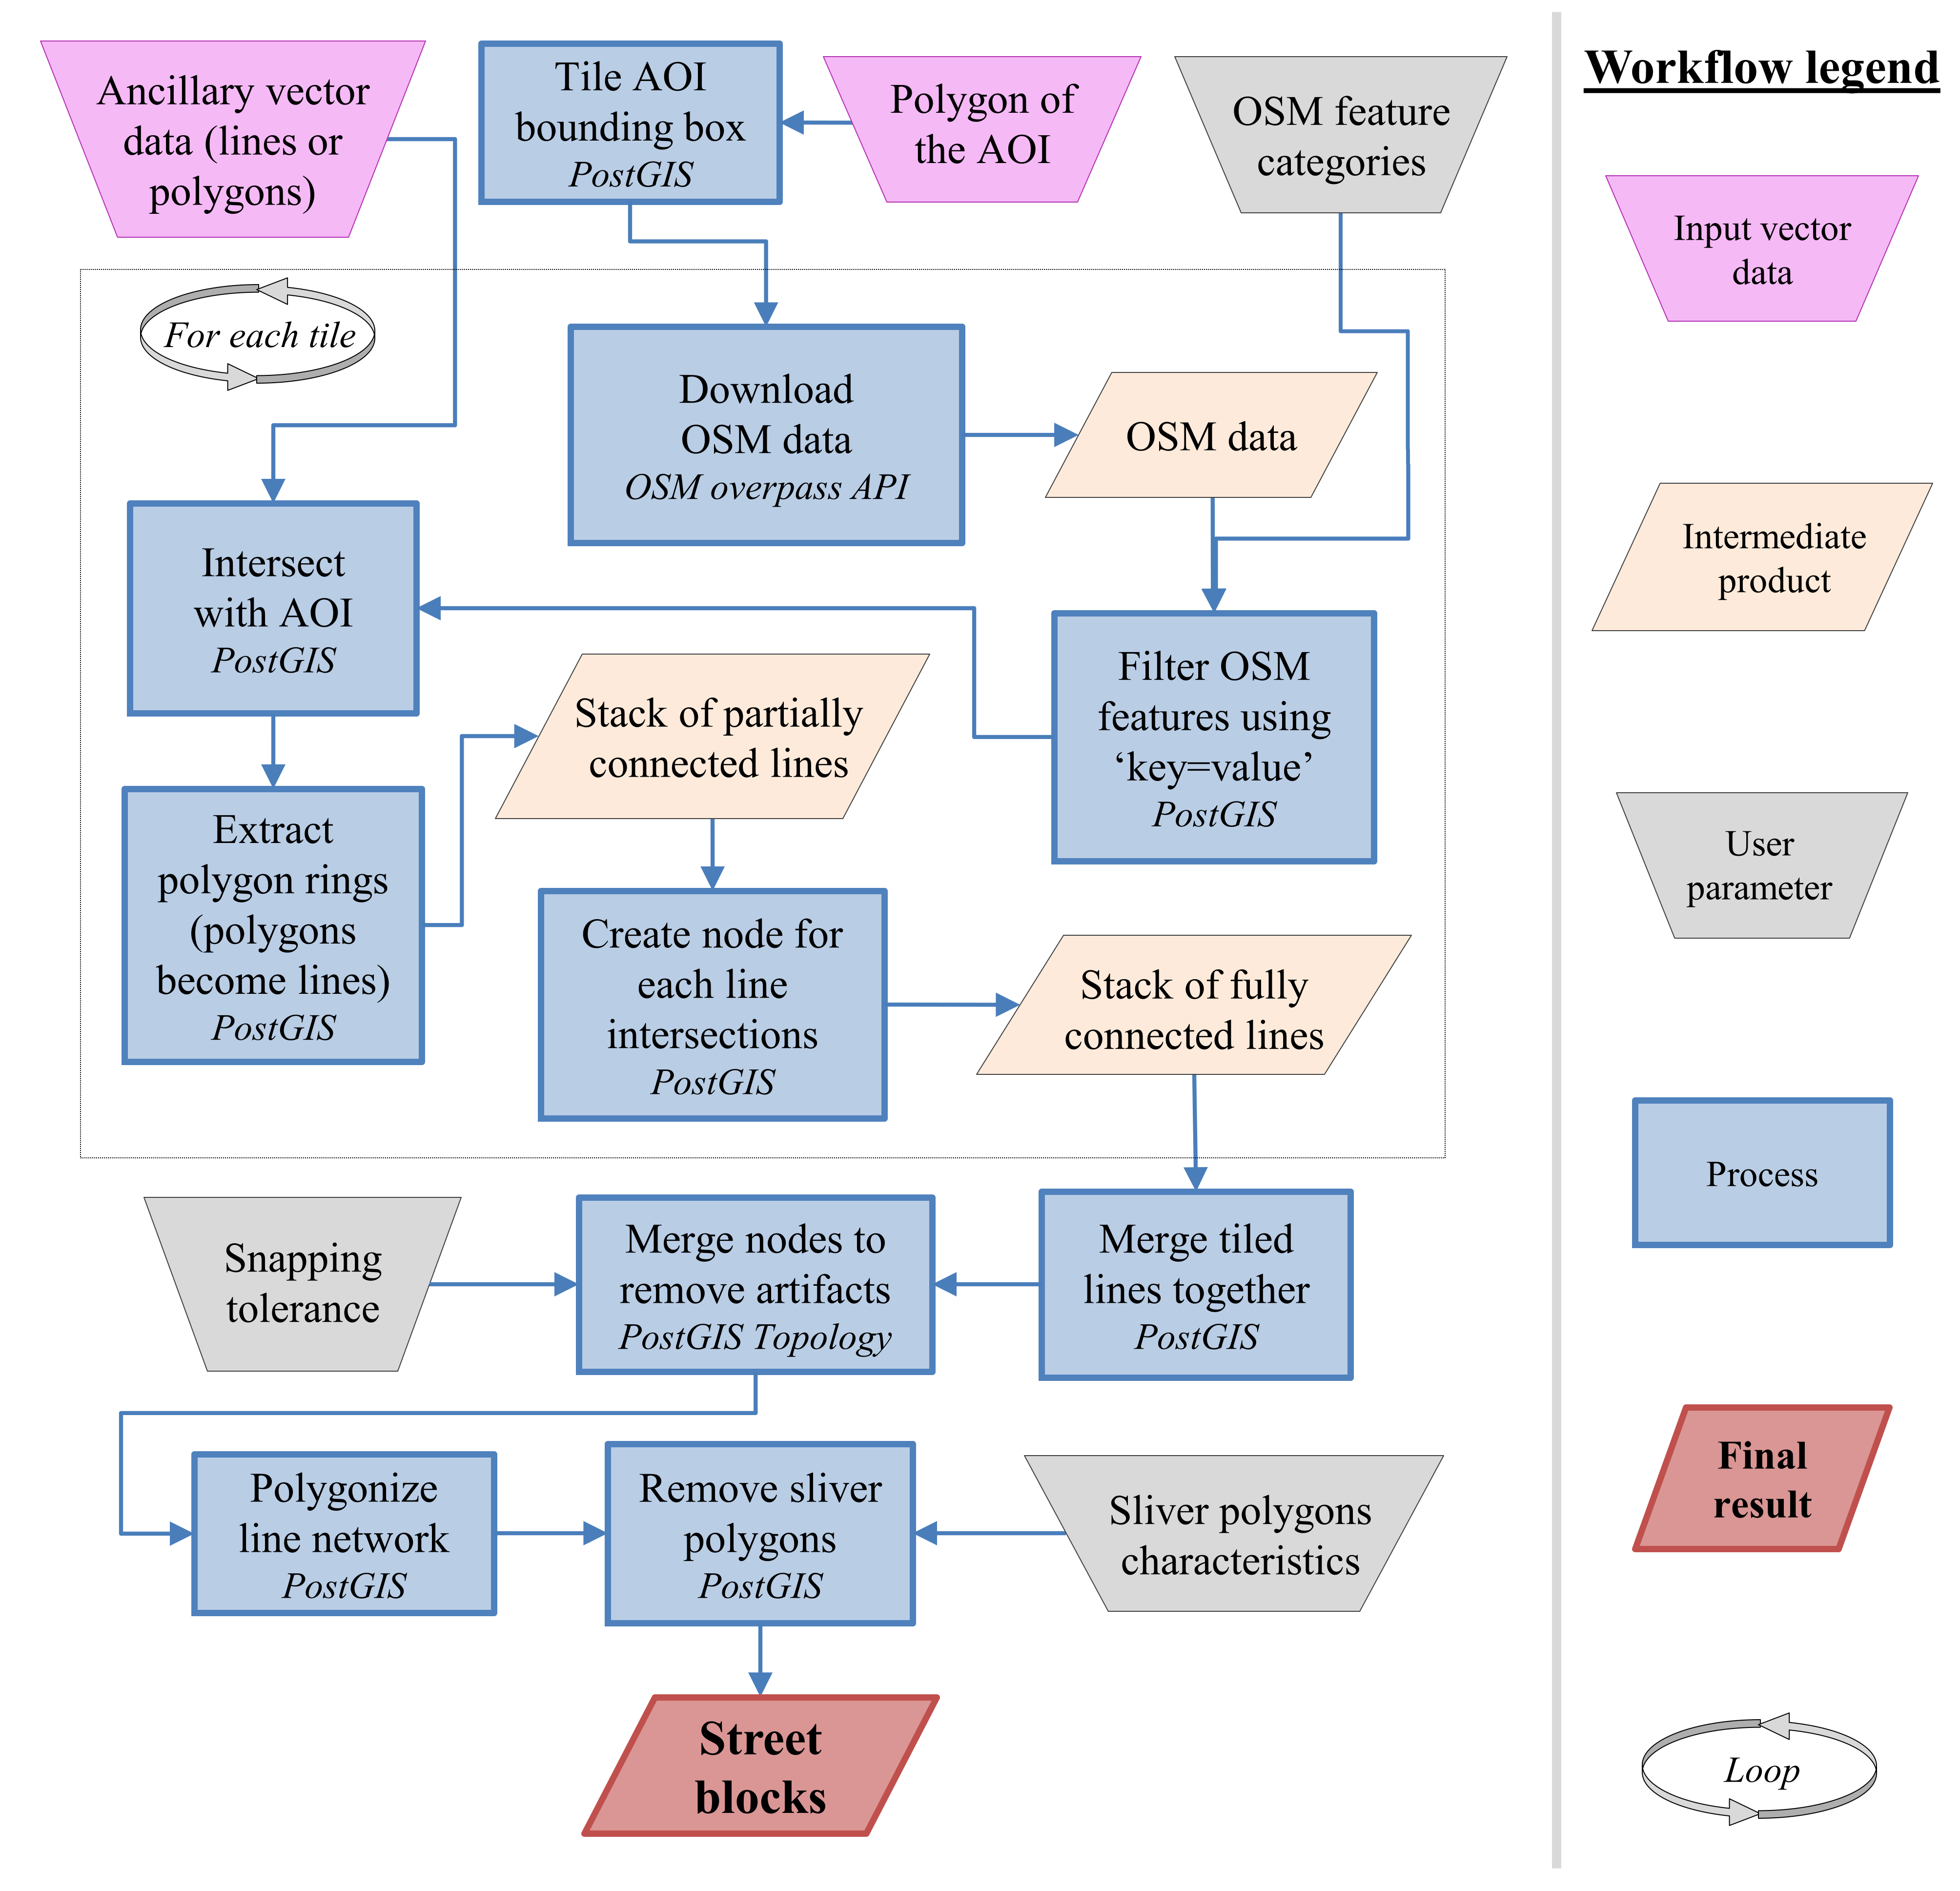 Ancillary vector
data (lines or
polygons)
Tile AOI
bounding box
PostGIS
Polygon of
the AOI
OSM feature
categories
For each tile
Download
OSM data
OSM overpass API
OSM data
Intersect
with AOI
PostGIS
Filter OSM
features using
‘key=value’
PostGIS
Stack of partially
connected lines
Extract
polygon rings
(polygons
become lines)
PostGIS
Create node for
each line
intersections
PostGIS
Stack of fully
connected lines
Snapping
tolerance
Merge nodes to
remove artifacts
PostGIS Topology
Merge tiled
lines together
PostGIS
Polygonize
line network
PostGIS
Remove sliver
polygons
PostGIS
Sliver polygons
characteristics
Street
blocks
Workflow legend
Input vector
data
Intermediate
product
User
parameter
Process
Final
result
Loop